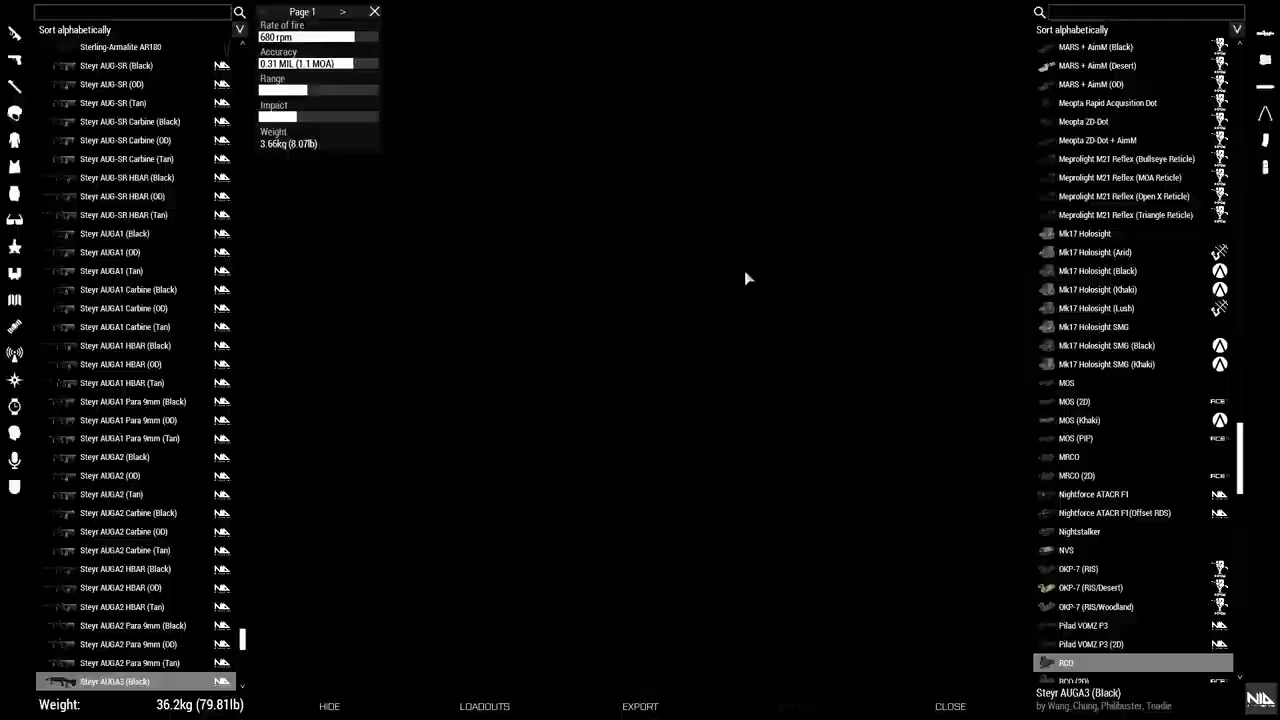 Sort alphabetically
Sterling-Armalite AR180
Steyr AUG-SR (Black)
Steyr AUG-SR (OD)
Steyr AUG-SR (Tan)
Steyr AUG-SR Carbine (Black)
Steyr AUG-SR Carbine (OD)
Steyr AUG-SR Carbine (Tan)
Steyr AUG-SR HBAR (Black)
Steyr AUG-SR HBAR (OD)
Steyr AUG-SR HBAR (Tan)
Steyr AUGA1 (Black)
Steyr AUGA1 (OD)
Steyr AUGA1 (Tan)
Steyr AUGA1 Carbine (Black)
Steyr AUGA1 Carbine (OD)
Steyr AUGA1 Carbine (Tan)
Steyr AUGA1 HBAR (Black)
Steyr AUGA1 HBAR (OD)
Steyr AUGA1 HBAR (Tan)
Steyr AUGA1 Para 9mm (Black)
Steyr AUGA1 Para 9mm (OD)
Steyr AUGA1 Para 9mm (Tan)
Steyr AUGA2 (Black)
Steyr AUGA2 (OD)
Steyr AUGA2 (Tan)
Steyr AUGA2 Carbine (Black)
Steyr AUGA2 Carbine (OD)
Steyr AUGA2 Carbine (Tan)
Steyr AUGA2 HBAR (Black)
Steyr AUGA2 HBAR (OD)
Steyr AUGA2 HBAR (Tan)
Steyr AUGA2 Para 9mm (Black)
Steyr AUGA2 Para 9mm (OD)
Steyr AUGA2 Para 9mm (Tan)
Steyr AUGA3 (Black)
Weight: 36.2kg (79.81lb)
Page 1 >
Rate of fire
680 rpm
Accuracy
0.31 MIL (1.1 MOA)
Range
Impact
Weight
3.66kg (8.07lb)
HIDE
LOADOUTS
EXPORT
CLOSE
Sort alphabetically
MARS + AimM (Black)
MARS + AimM (Desert)
MARS + AimM (OD)
Meopta Rapid Acquisition Dot
Meopta ZD-Dot
Meopta ZD-Dot + AimM
Meprolight M21 Reflex (Bullseye Reticle)
Meprolight M21 Reflex (MOA Reticle)
Meprolight M21 Reflex (Open X Reticle)
Meprolight M21 Reflex (Triangle Reticle)
Mk17 Holosight
Mk17 Holosight (Arid)
Mk17 Holosight (Black)
Mk17 Holosight (Khaki)
Mk17 Holosight (Lush)
Mk17 Holosight SMG
Mk17 Holosight SMG (Black)
Mk17 Holosight SMG (Khaki)
MOS
MOS (2D)
MOS (Khaki)
MOS (PIP)
MRCO
MRCO (2D)
Nightforce ATACR F1
Nightforce ATACR F1(Offset RDS)
Nightstalker
NVS
OKP-7 (RIS)
OKP-7 (RIS/Desert)
OKP-7 (RIS/Woodland)
Pilad VOMZ P3
Pilad VOMZ P3 (2D)
RCO
RCO (2D)
Steyr AUGA3 (Black)
by Wang, Chung, Philibuster, Toadie